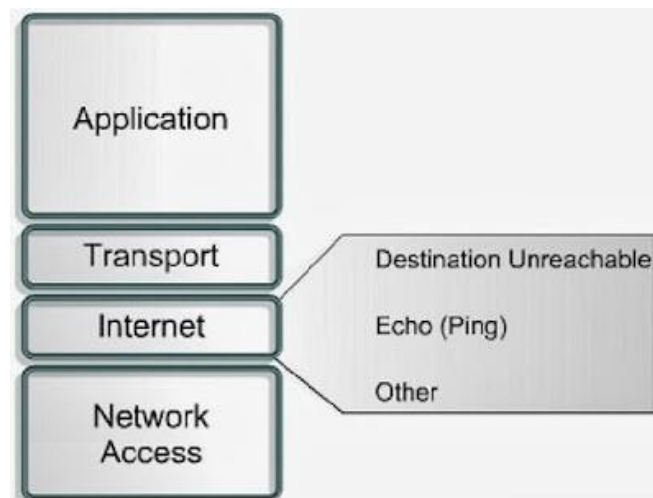 Application
Transport
Internet
Network
Access
Destination Unreachable
Echo (Ping)
Other